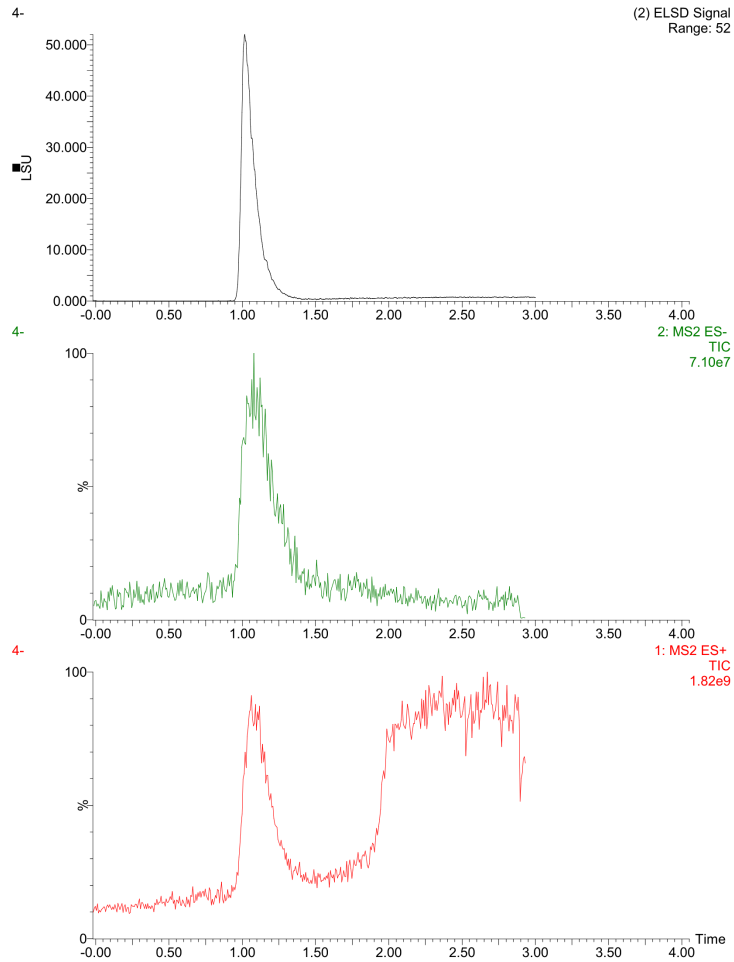 4-
(2) ELSD Signal
Range: 52
LSU
50.000
40.000
30.000
20.000
10.000
0.000
-0.00 0.50 1.00 1.50 2.00 2.50 3.00 3.50 4.00
4-
2: MS2 ES-
TIC
7.10e7
100
%
0
-0.00 0.50 1.00 1.50 2.00 2.50 3.00 3.50 4.00
4-
1: MS2 ES+
TIC
1.82e9
100
%
0
Time
-0.00 0.50 1.00 1.50 2.00 2.50 3.00 3.50 4.00